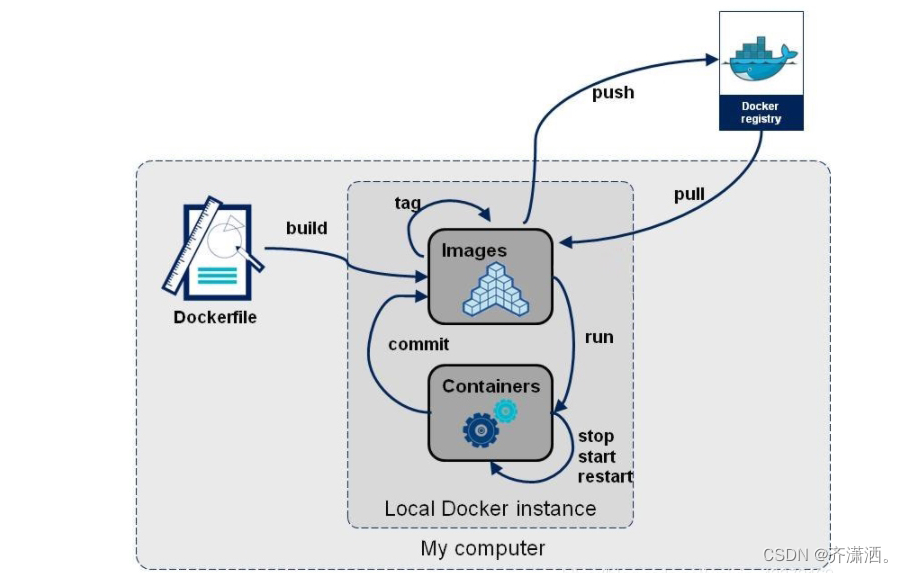 push
Docker
registry
pull
tag
build
Images
Dockerfile
commit
run
Containers
stop
start
restart
Local Docker instance
My computer
CSDN @齐潇洒。